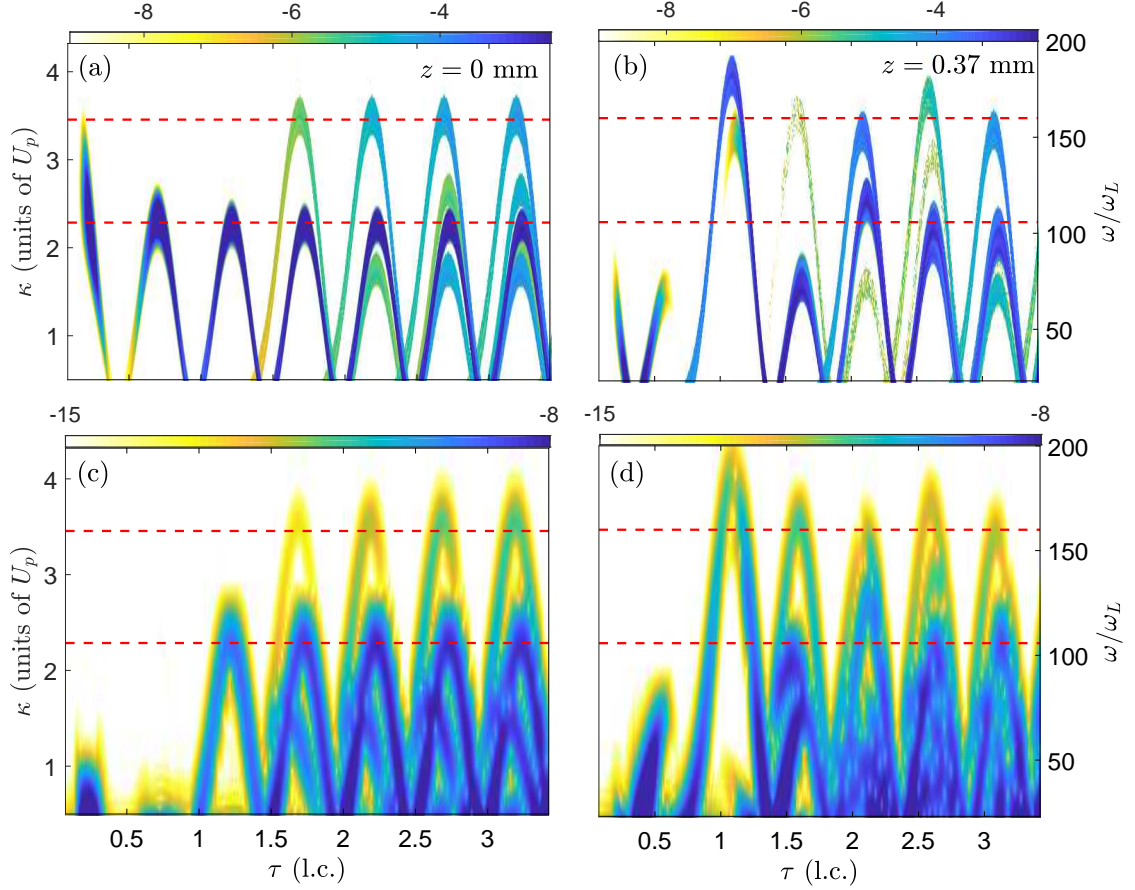 -8 -6 -4 -8 -6 -4
(a) z = 0 mm (b) z = 0.37 mm
4 3 2 1
κ (units of U_p)
200 150 100 50
ω/ω_L
-15 -8 -15 -8
(c) (d)
4 3 2 1
κ (units of U_p)
200 150 100 50
ω/ω_L
0.5 1 1.5 2 2.5 3 0.5 1 1.5 2 2.5 3
τ (l.c.) τ (l.c.)